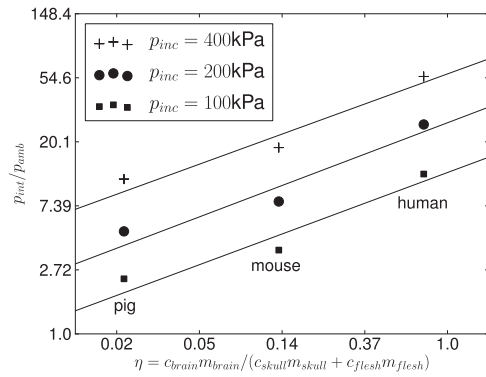 148.4
54.6
20.1
7.39
2.72
1.0
p_int/p_amb
p_inc = 400kPa
p_inc = 200kPa
p_inc = 100kPa
human
mouse
pig
0.02 0.05 0.14 0.37 1.0
η = c_brain m_brain/(c_skull m_skull + c_flesh m_flesh)